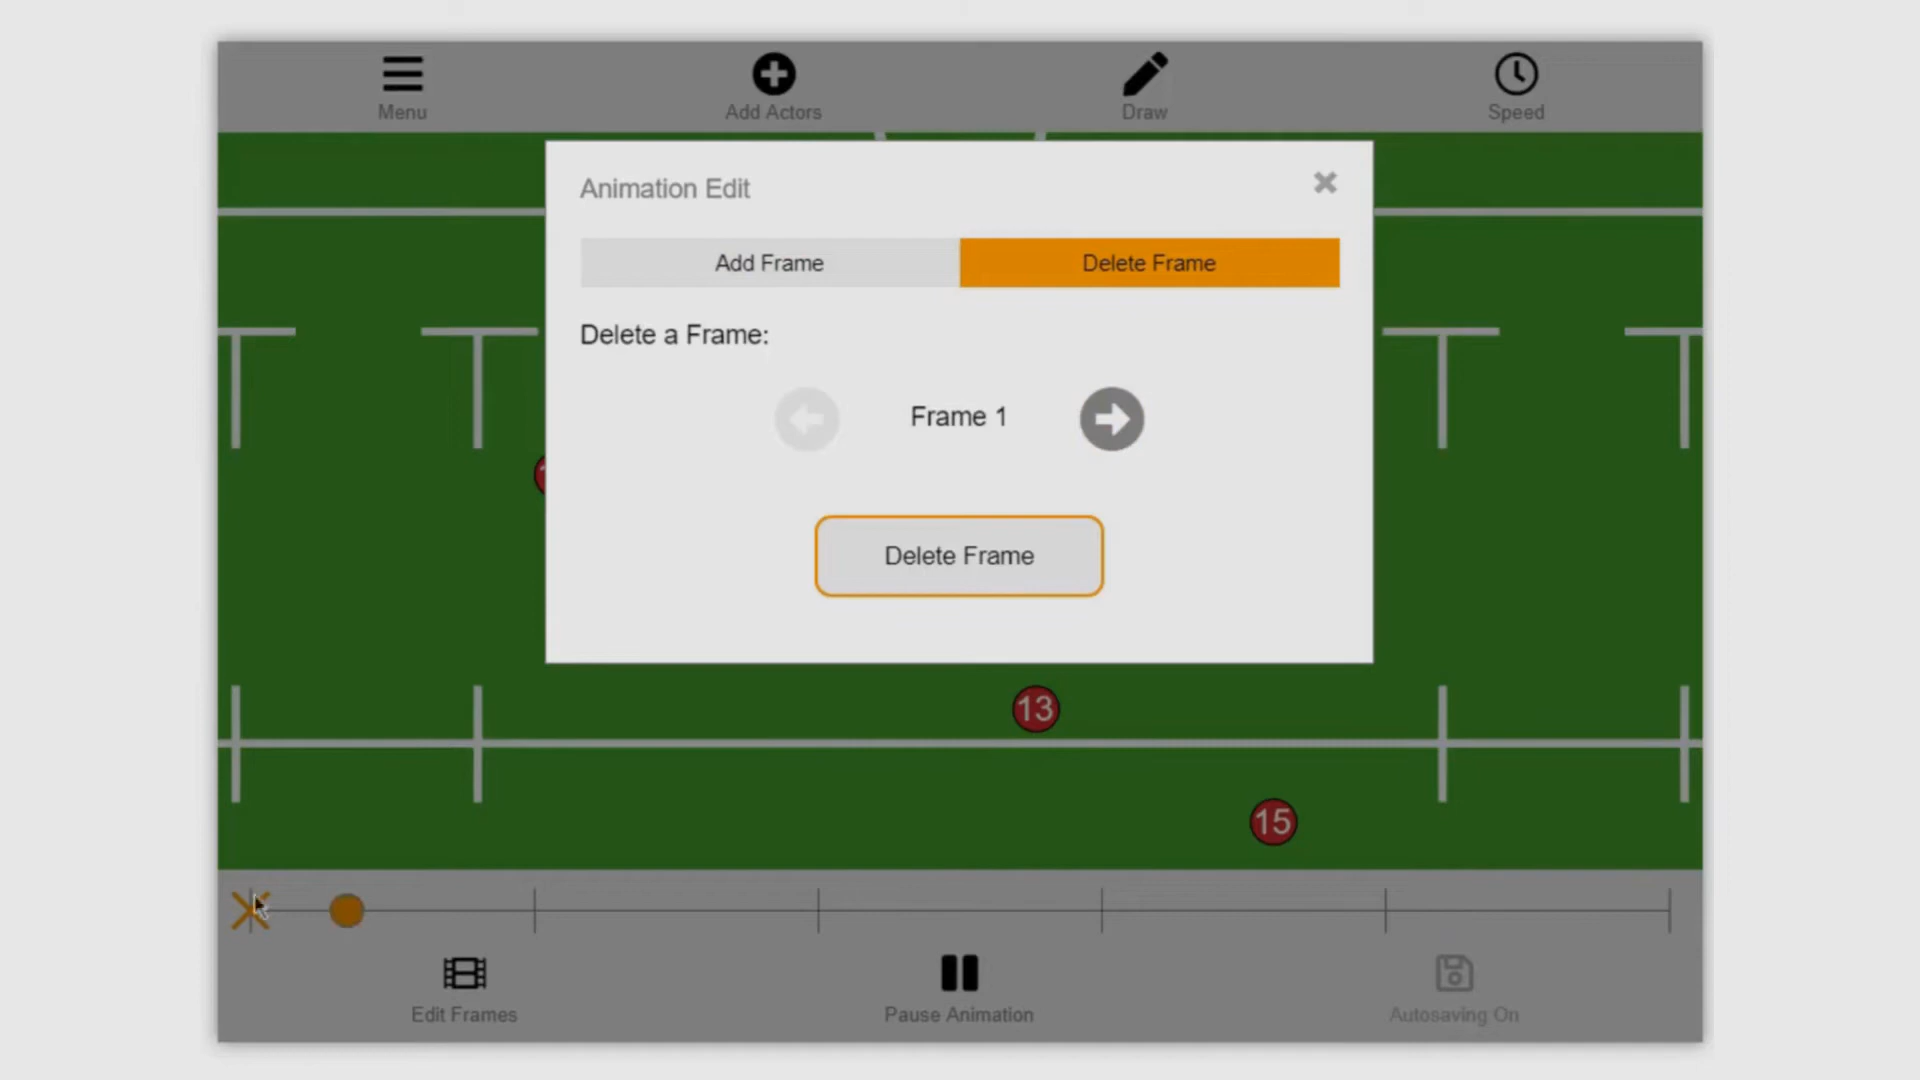 Menu
Add Actors
Draw
Speed
Animation Edit
Add Frame
Delete Frame
Delete a Frame:
Frame 1
Delete Frame
13
15
Edit Frames
Pause Animation
Autosaving On